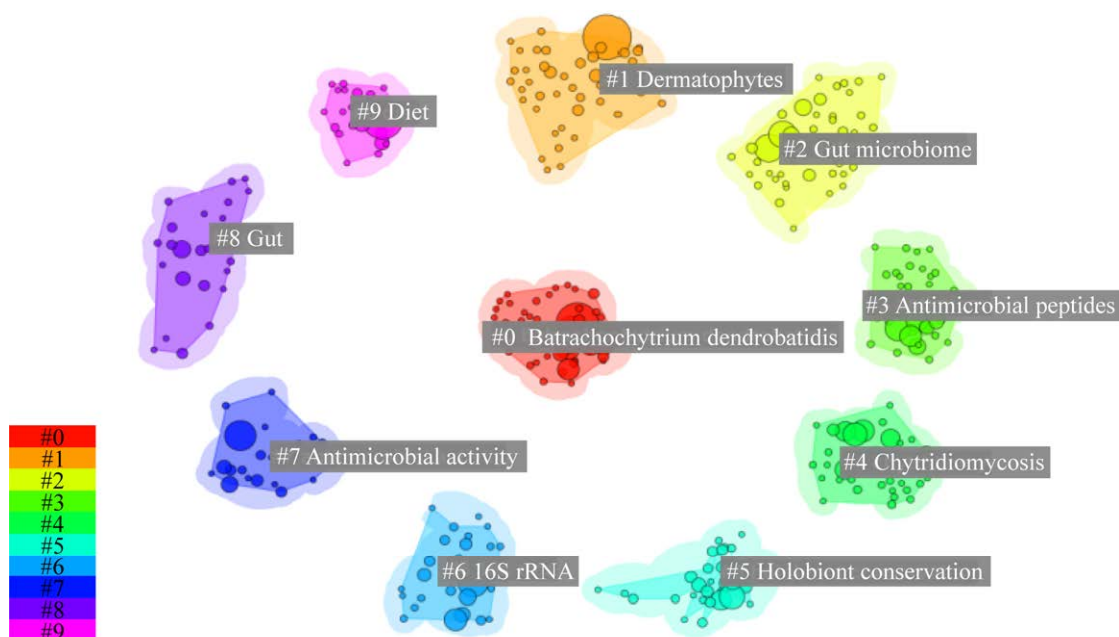 #1 Dermatophytes
#9 Diet
#2 Gut microbiome
#8 Gut
#3 Antimicrobial peptides
#0 Batrachochytrium dendrobatidis
#7 Antimicrobial activity
#4 Chytridiomycosis
#6 16S rRNA
#5 Holobiont conservation
#0
#1
#2
#3
#4
#5
#6
#7
#8
#9